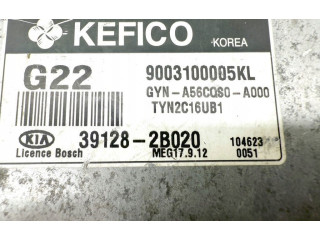 KEFICO KOREA
G22 9003100005KL
GYN-A56CQS0-A000
TYN2C16UB1
KIA 39128-2B020 104623
Licence Bosch MEG17.9.12 0051